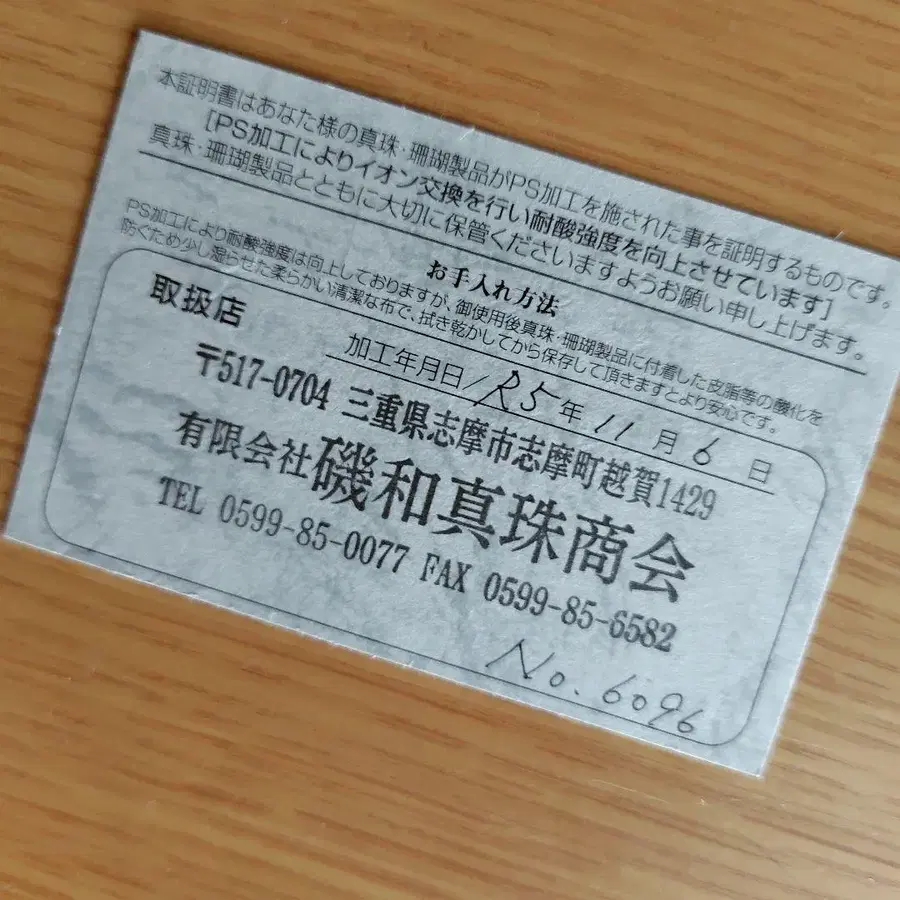 本証明書はあなた様の真珠・珊瑚製品がPS加工を施された事を証明するものです。
[PS加工によりイオン交換を行い耐酸強度を向上させています]
真珠・珊瑚製品とともに大切に保管くださいますようお願い申し上げます。
お手入れ方法
PS加工により耐酸強度は向上しておりますが、御使用後真珠・珊瑚製品に付着した皮脂等の酸化を
防ぐため少し湿らせた柔らかい清潔な布で、拭き乾かしてから保存して頂きますとより安心です。
加工年月日/R5年11月6日
取扱店
〒517-0704 三重県志摩市志摩町越賀1429
有限会社磯和真珠商会
TEL 0599-85-0077 FAX 0599-85-6582
No.6096